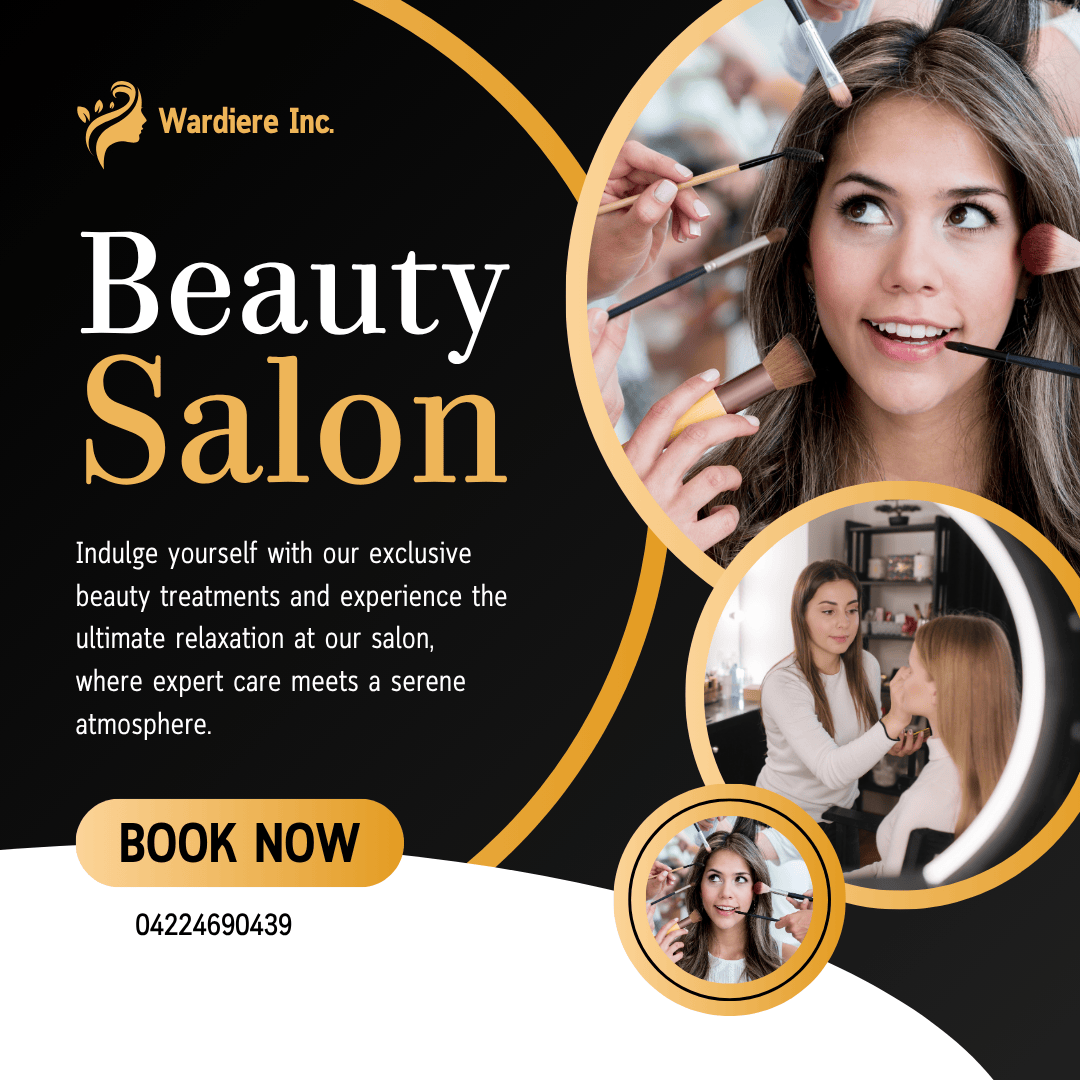 Wardiere Inc.
Beauty
Salon
Indulge yourself with our exclusive
beauty treatments and experience the
ultimate relaxation at our salon,
where expert care meets a serene
atmosphere.
BOOK NOW
04224690439